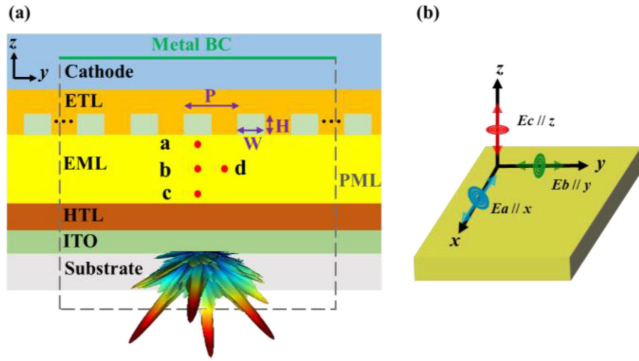 (a)
Metal BC
z
y
Cathode
ETL
P
H
W
a
EML
b
d
c
PML
HTL
ITO
Substrate
(b)
z
Ec // z
y
Eb // y
Ea // x
x